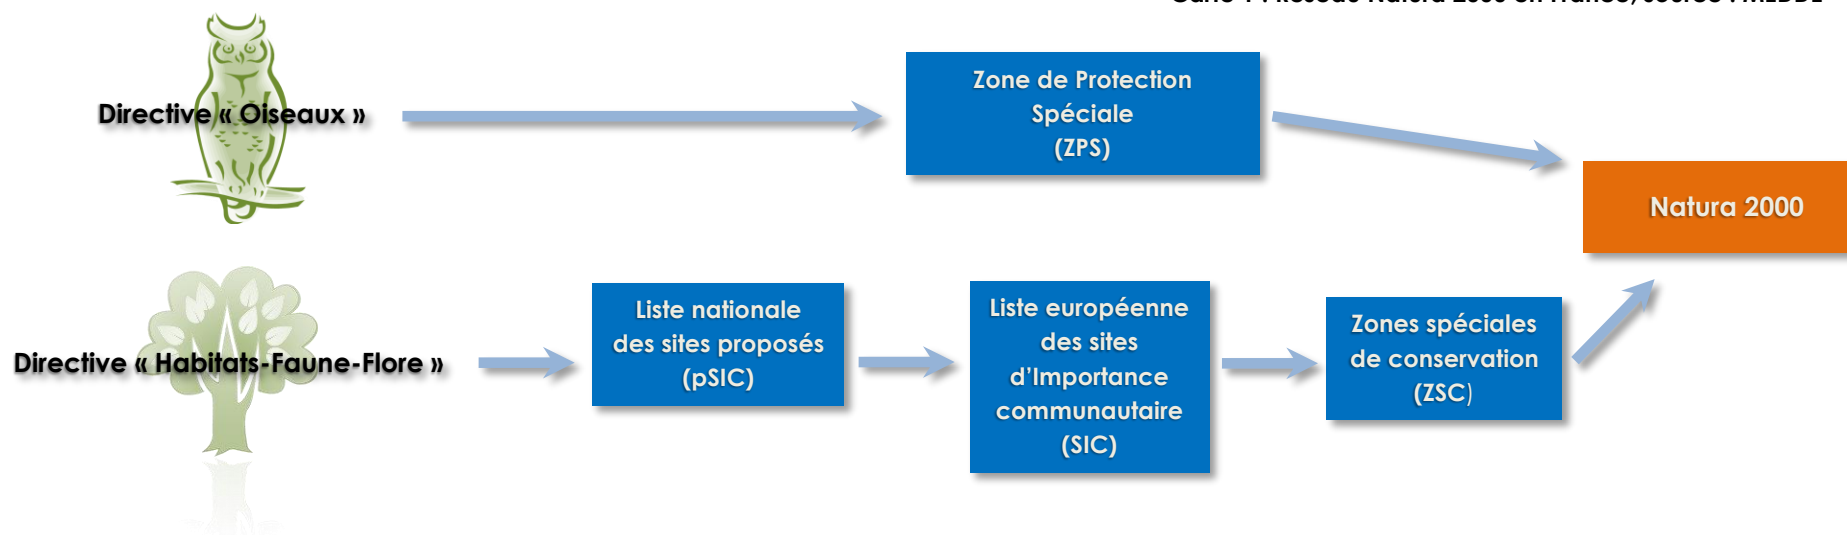 Directive « Oiseaux »
Zone de Protection
Spéciale
(ZPS)
Natura 2000
Directive « Habitats-Faune-Flore »
Liste nationale
des sites proposés
(pSIC)
Liste européenne
des sites
d’Importance
communautaire
(SIC)
Zones spéciales
de conservation
(ZSC)